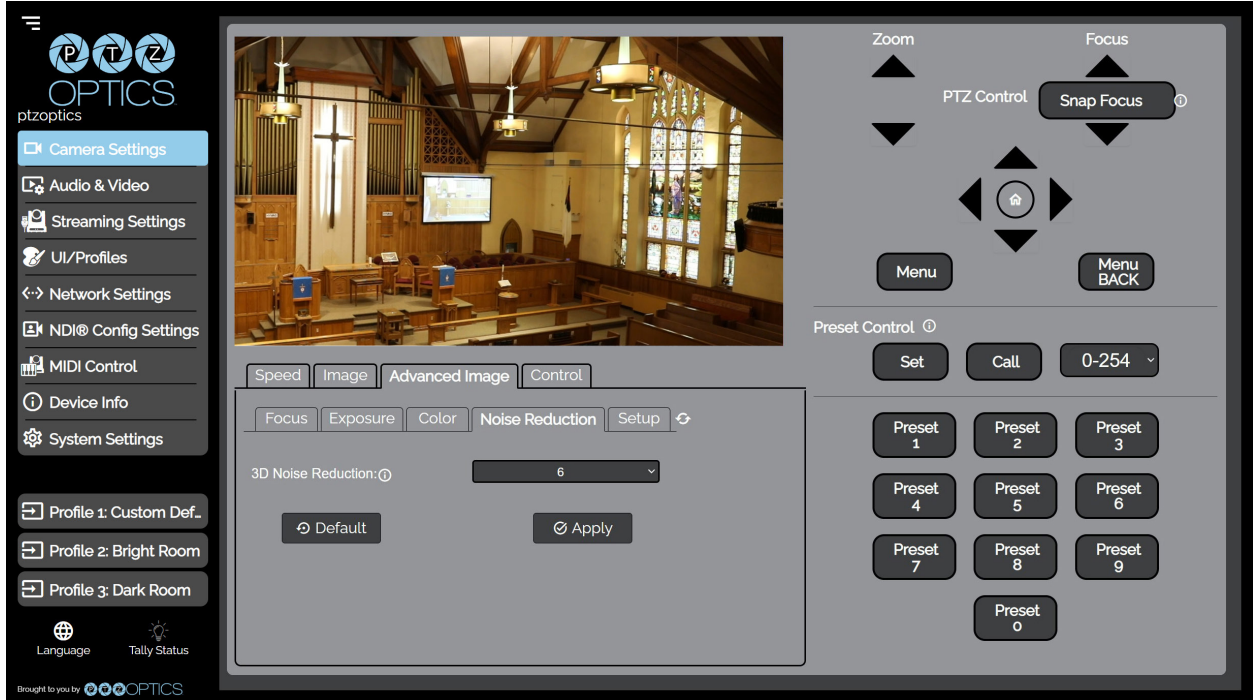 PTZ
OPTICS
ptzoptics
Camera Settings
Audio & Video
Streaming Settings
UI/Profiles
Network Settings
NDI® Config Settings
MIDI Control
Device Info
System Settings
Profile 1: Custom Def...
Profile 2: Bright Room
Profile 3: Dark Room
Language
Tally Status
Brought to you by PTZOPTICS
Speed
Image
Advanced Image
Control
Focus
Exposure
Color
Noise Reduction
Setup
3D Noise Reduction:
6
Default
Apply
Zoom
Focus
PTZ Control
Snap Focus
Menu
Menu
BACK
Preset Control
Set
Call
0-254
Preset
1
Preset
2
Preset
3
Preset
4
Preset
5
Preset
6
Preset
7
Preset
8
Preset
9
Preset
0